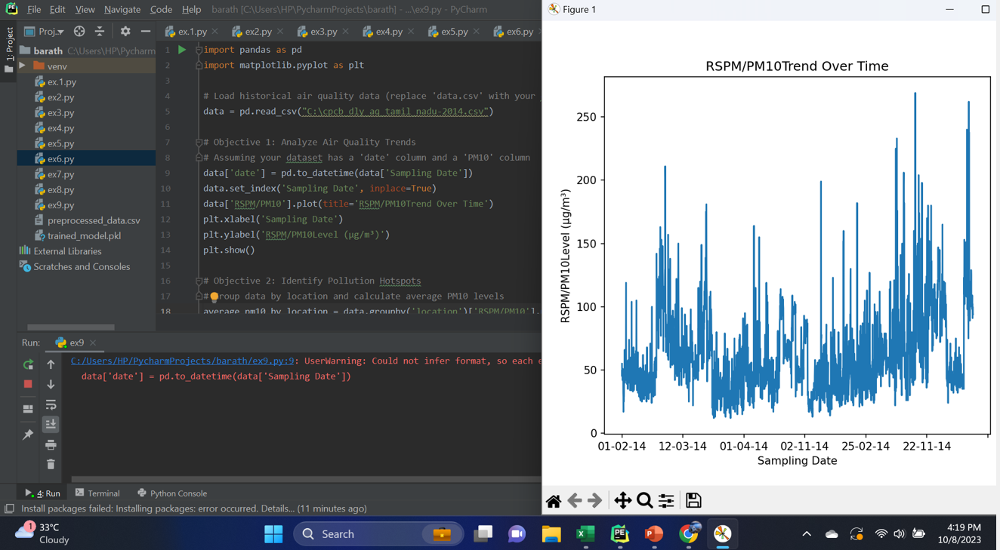 File Edit View Navigate Code Help barath [C:\Users\HP\PycharmProjects\barath] - ...\ex9.py - PyCharm
Proj.
ex.1.py ex2.py ex3.py ex4.py ex5.py ex6.py
1: Project
barath C:\Users\HP\Pycharm
venv
ex.1.py
ex2.py
ex3.py
ex4.py
ex5.py
ex6.py
ex7.py
ex8.py
ex9.py
preprocessed_data.csv
trained_model.pkl
External Libraries
Scratches and Consoles
1 import pandas as pd
2 import matplotlib.pyplot as plt
3
4 # Load historical air quality data (replace 'data.csv' with your
5 data = pd.read_csv("C:\cpcb_dly_aq_tamil_nadu-2014.csv")
6
7 # Objective 1: Analyze Air Quality Trends
8 # Assuming your dataset has a 'date' column and a 'PM10' column
9 data['date'] = pd.to_datetime(data['Sampling Date'])
10 data.set_index('Sampling Date', inplace=True)
11 data['RSPM/PM10'].plot(title='RSPM/PM10Trend Over Time')
12 plt.xlabel('Sampling Date')
13 plt.ylabel('RSPM/PM10Level (µg/m³)')
14 plt.show()
15
16 # Objective 2: Identify Pollution Hotspots
17 # roup data by location and calculate average PM10 levels
18 average_pm10_by_location = data.groupby('location')['RSPM/PM10'].
Run: ex9
C:/Users/HP/PycharmProjects/barath/ex9.py:9: UserWarning: Could not infer format, so each e
data['date'] = pd.to_datetime(data['Sampling Date'])
4: Run Terminal Python Console
Install packages failed: Installing packages: error occurred. Details... (11 minutes ago)
Figure 1
RSPM/PM10Trend Over Time
250
200
150
100
50
0
RSPM/PM10Level (µg/m³)
01-02-14 12-03-14 01-04-14 02-11-14 25-02-14 22-11-14
Sampling Date
1
33°C
Cloudy
Search
4:19 PM
10/8/2023